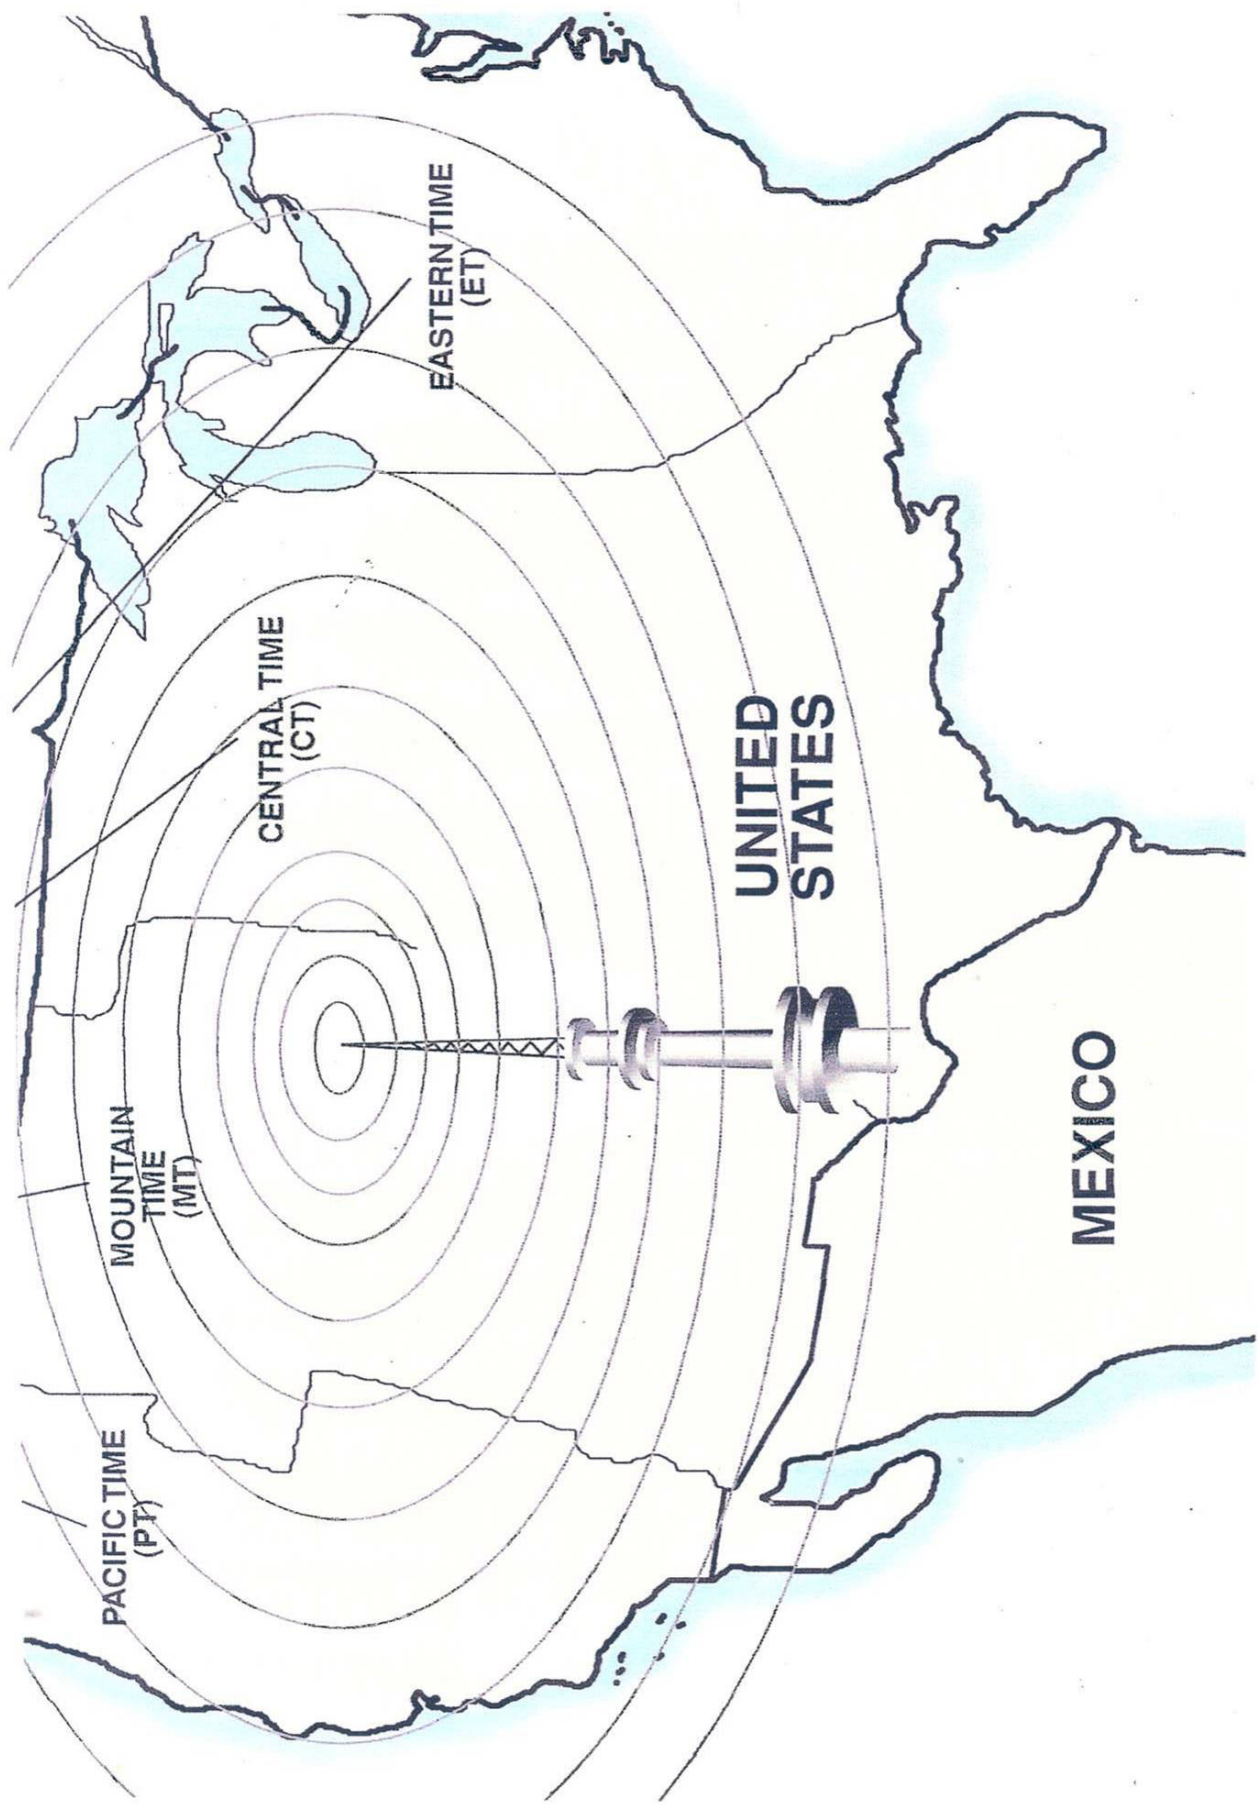 PACIFIC TIME
(PT)
MOUNTAIN
TIME
(MT)
CENTRAL TIME
(CT)
EASTERN TIME
(ET)
UNITED
STATES
MEXICO